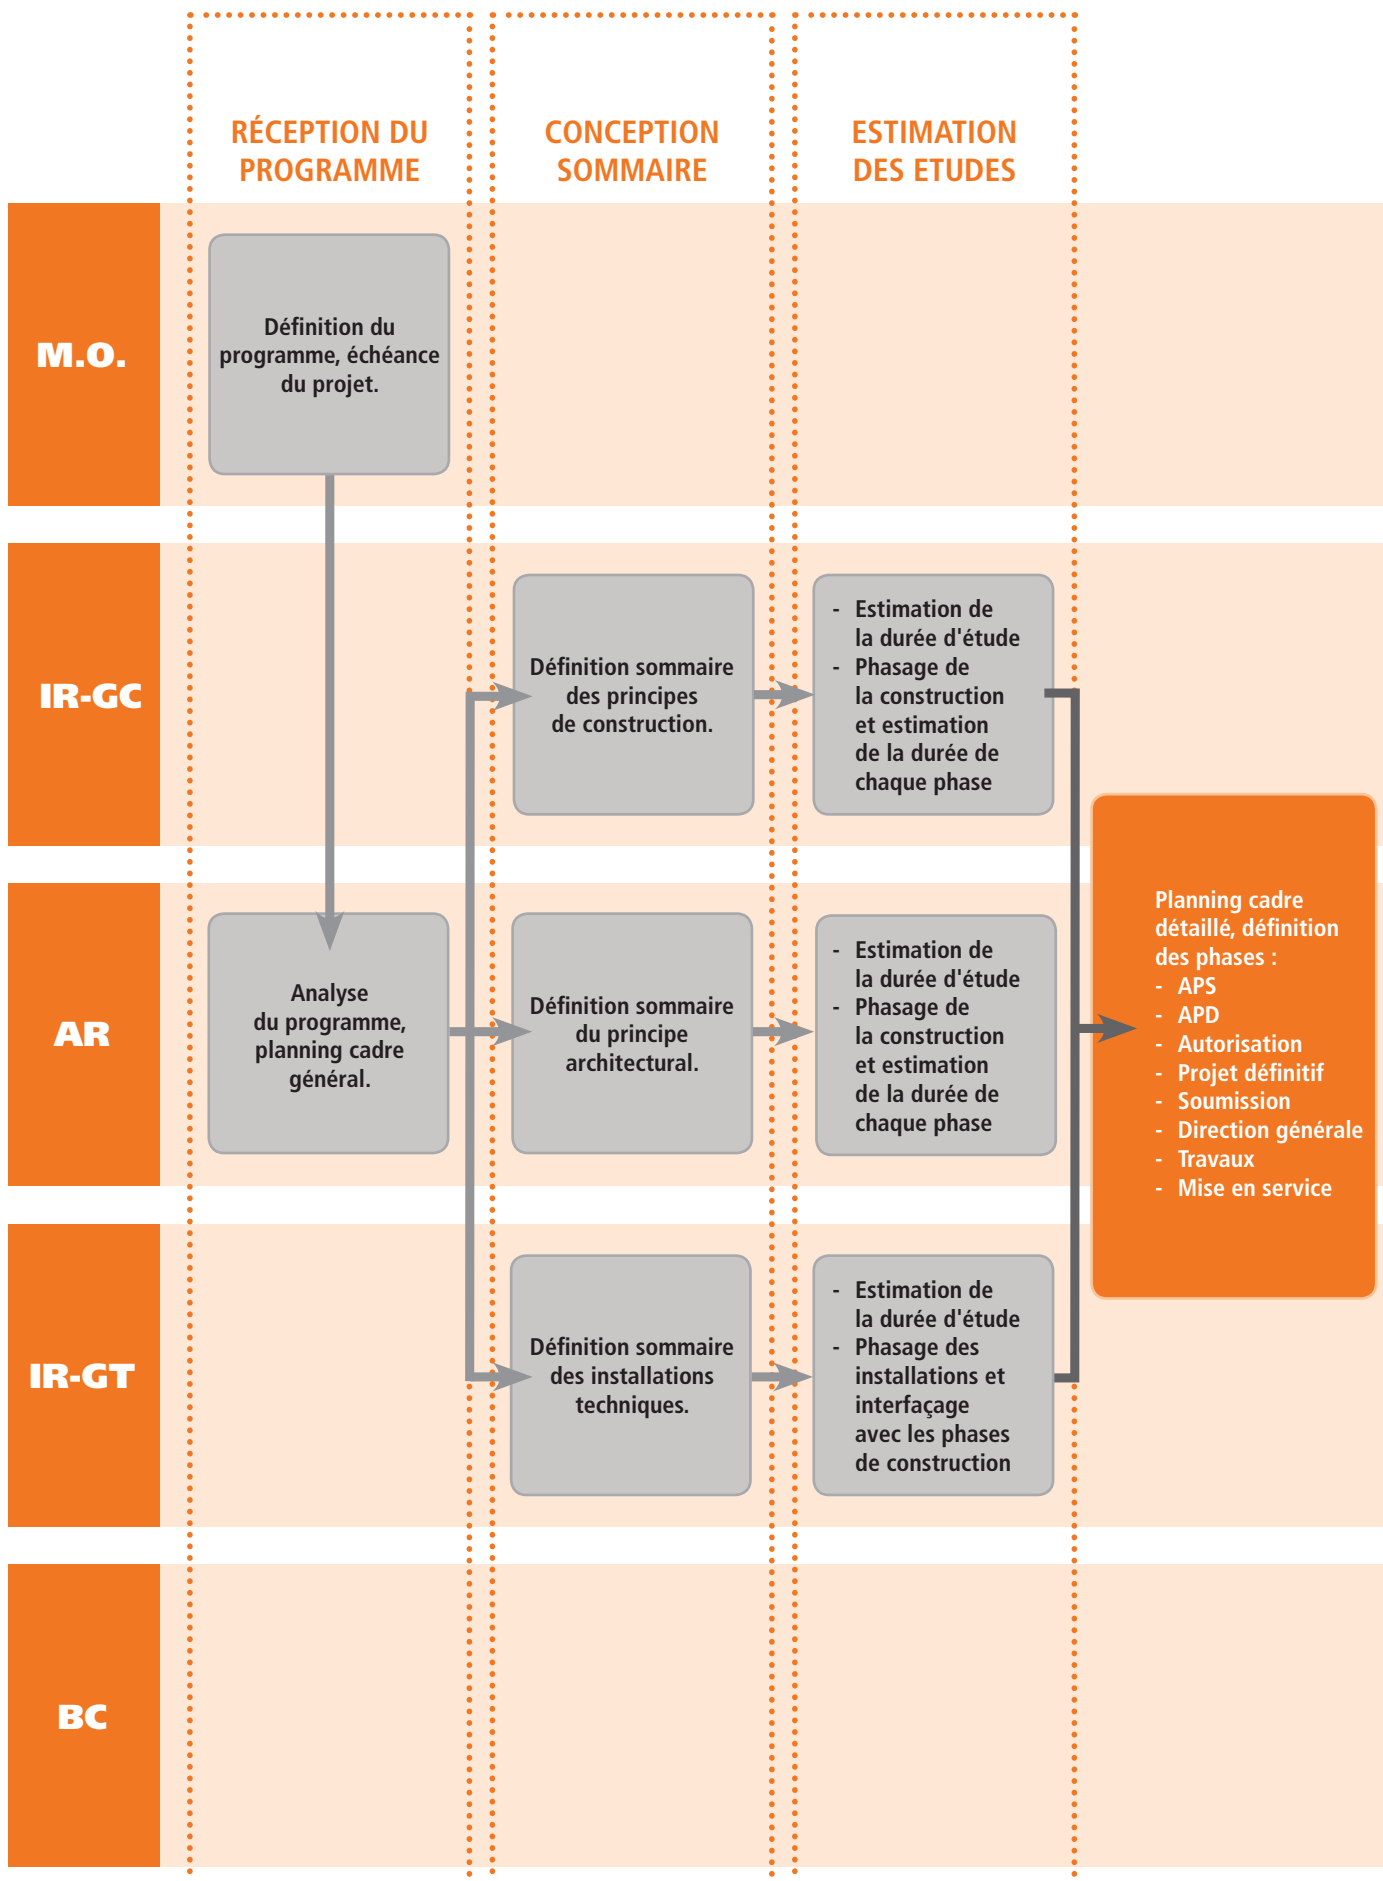 RÉCEPTION DU
PROGRAMME
CONCEPTION
SOMMAIRE
ESTIMATION
DES ETUDES
M.O.
Définition du
programme, échéance
du projet.
IR-GC
Définition sommaire
des principes
de construction.
- Estimation de
la durée d'étude
- Phasage de
la construction
et estimation
de la durée de
chaque phase
AR
Analyse
du programme,
planning cadre
général.
Définition sommaire
du principe
architectural.
- Estimation de
la durée d'étude
- Phasage de
la construction
et estimation
de la durée de
chaque phase
Planning cadre
détaillé, définition
des phases :
- APS
- APD
- Autorisation
- Projet définitif
- Soumission
- Direction générale
- Travaux
- Mise en service
IR-GT
Définition sommaire
des installations
techniques.
- Estimation de
la durée d'étude
- Phasage des
installations et
interfaçage
avec les phases
de construction
BC